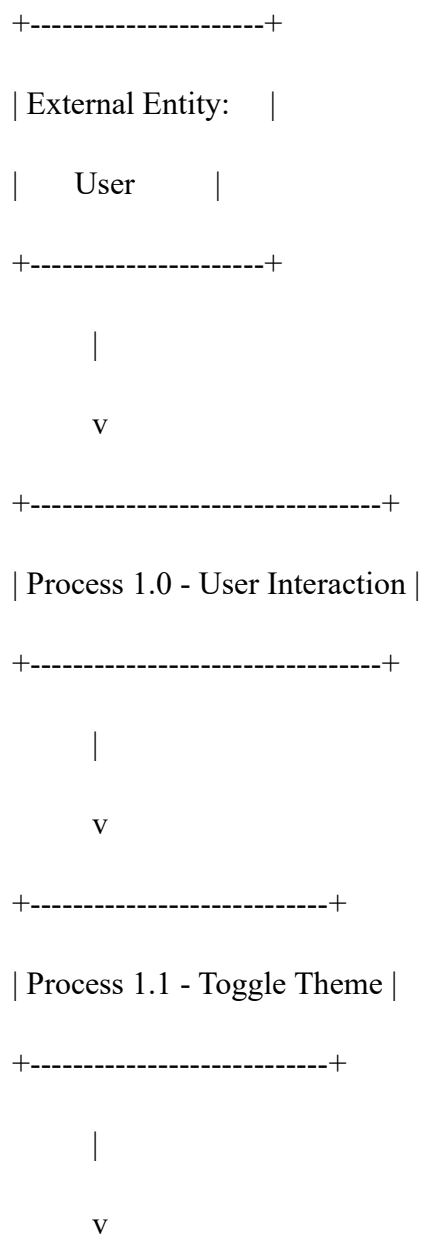 +----------------------+
| External Entity:     |
|       User           |
+----------------------+
|
v
+---------------------------------+
| Process 1.0 - User Interaction |
+---------------------------------+
|
v
+----------------------------+
| Process 1.1 - Toggle Theme |
+----------------------------+
|
v